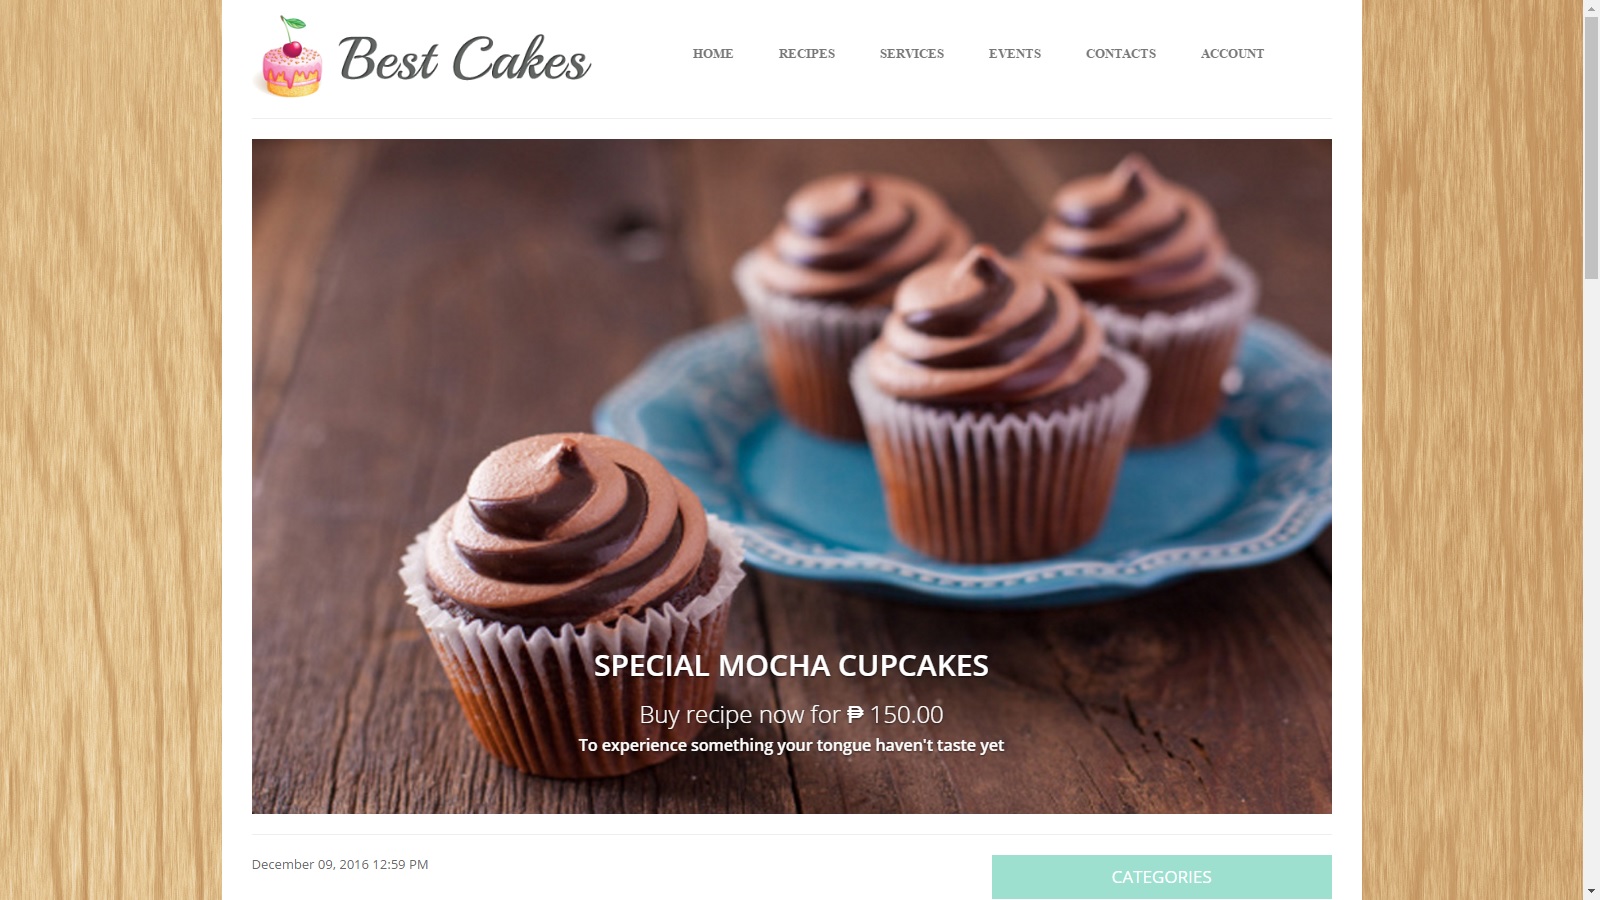 Best Cakes
HOME RECIPES SERVICES EVENTS CONTACTS ACCOUNT
SPECIAL MOCHA CUPCAKES
Buy recipe now for ₱ 150.00
To experience something your tongue haven't taste yet
December 09, 2016 12:59 PM
CATEGORIES